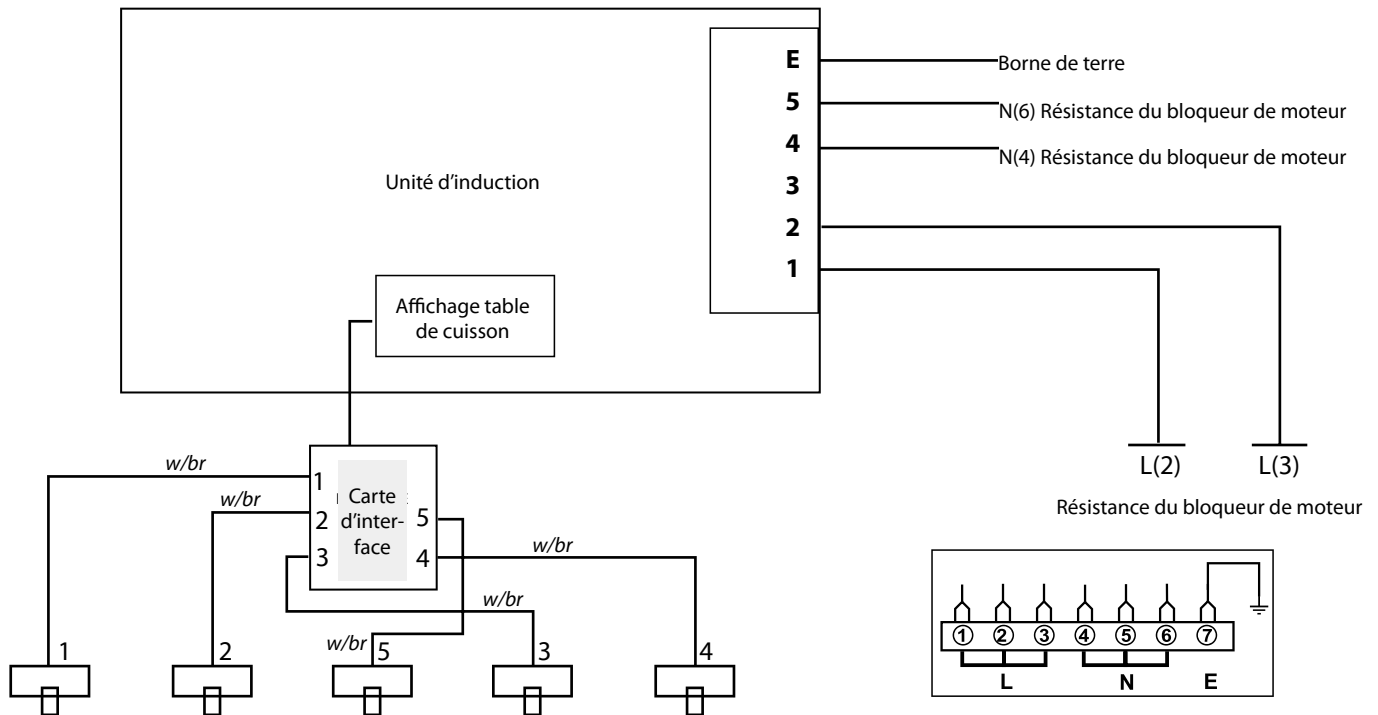 E
Borne de terre
5
N(6) Résistance du bloqueur de moteur
4
N(4) Résistance du bloqueur de moteur
Unité d’induction
3
2
1
Affichage table
de cuisson
L(2)
L(3)
Résistance du bloqueur de moteur
w/br
1
w/br
2
Carte
d’inter-
face
5
3
4
w/br
w/br
w/br
1
2
5
3
4
1
2
3
4
5
6
7
L
N
E